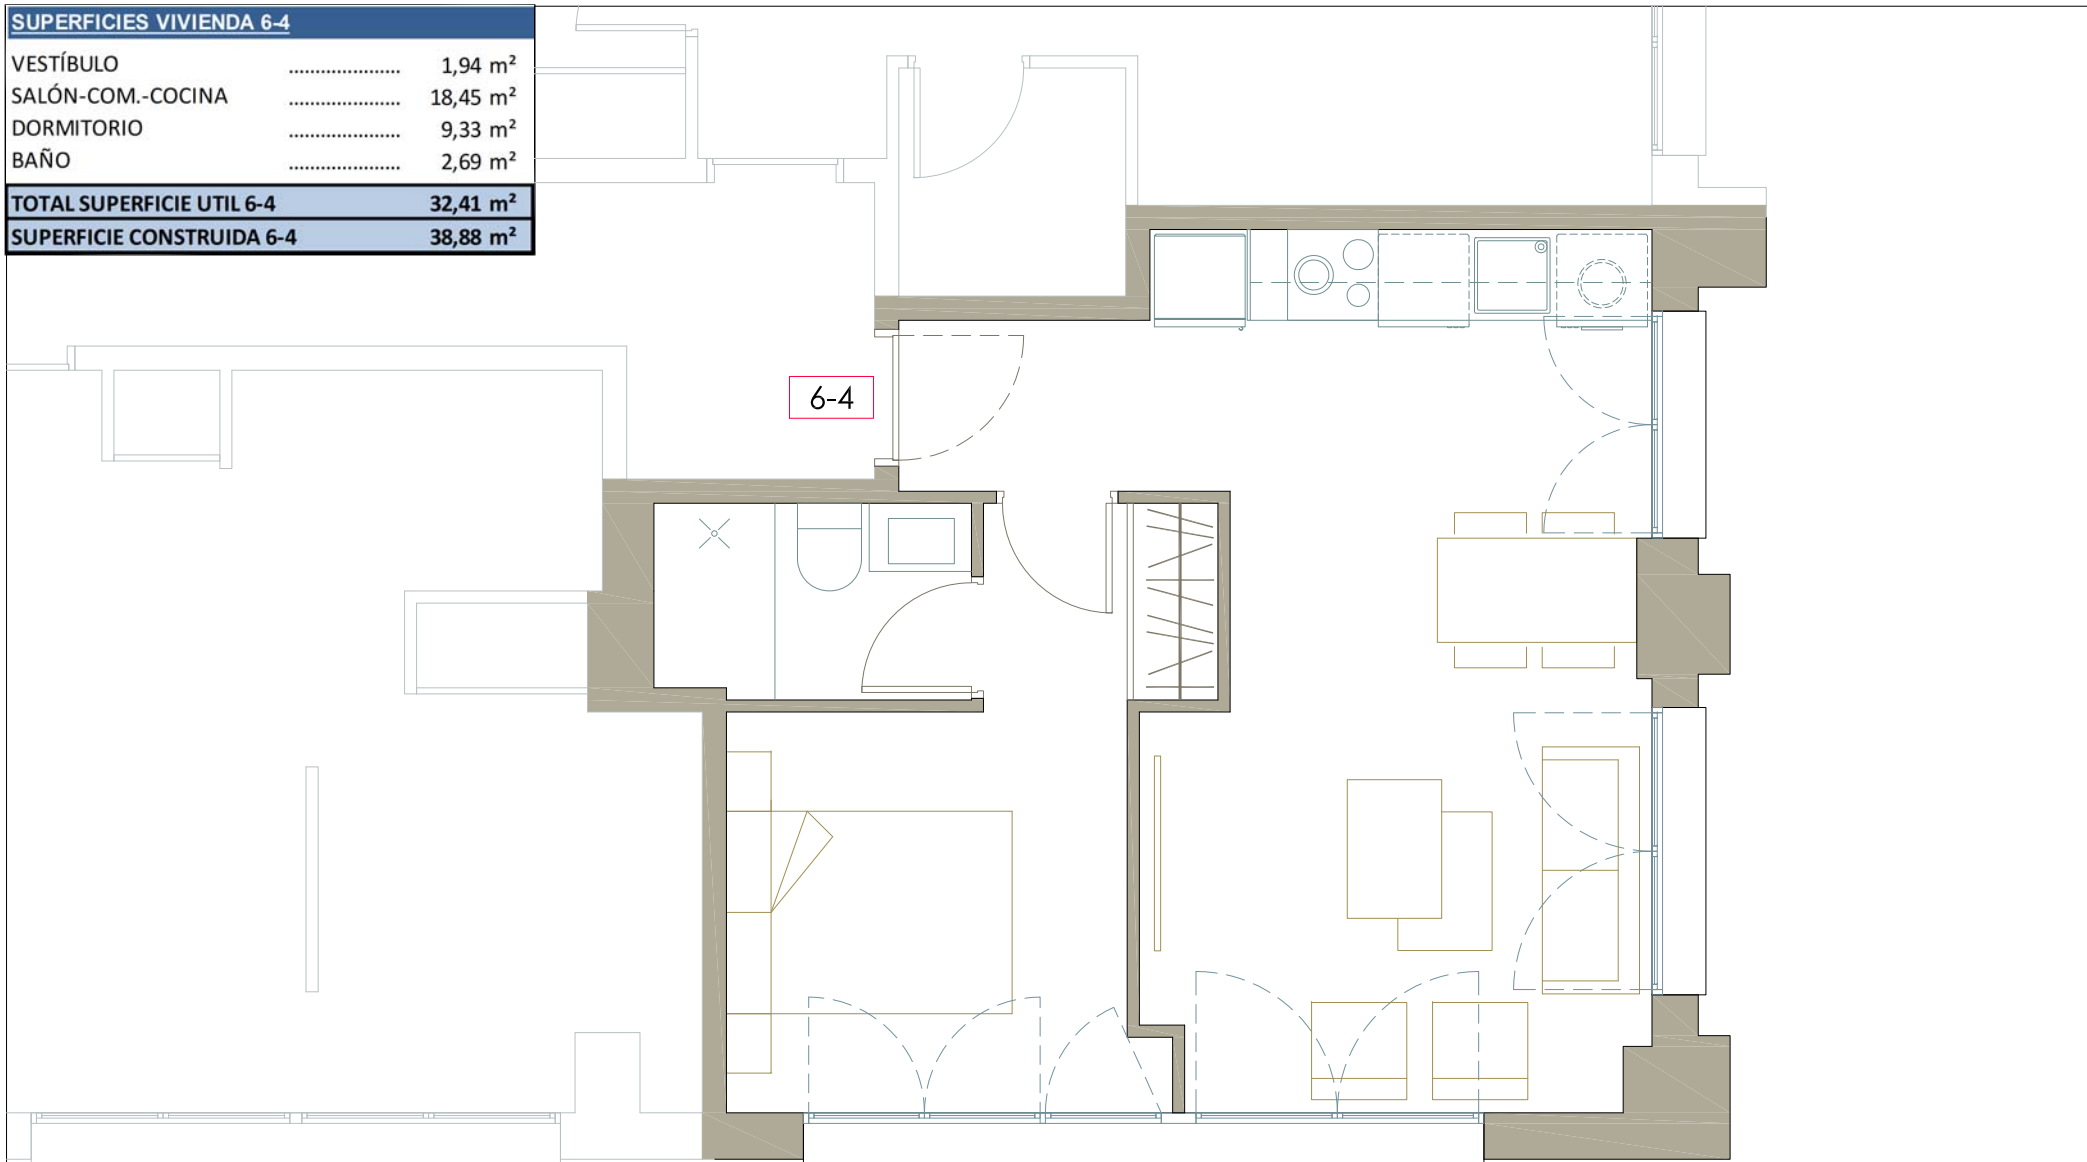 SUPERFICIES VIVIENDA 6-4
VESTÍBULO ..................... 1,94 m²
SALÓN-COM.-COCINA ..................... 18,45 m²
DORMITORIO ..................... 9,33 m²
BAÑO ..................... 2,69 m²
TOTAL SUPERFICIE UTIL 6-4 32,41 m²
SUPERFICIE CONSTRUIDA 6-4 38,88 m²
6-4